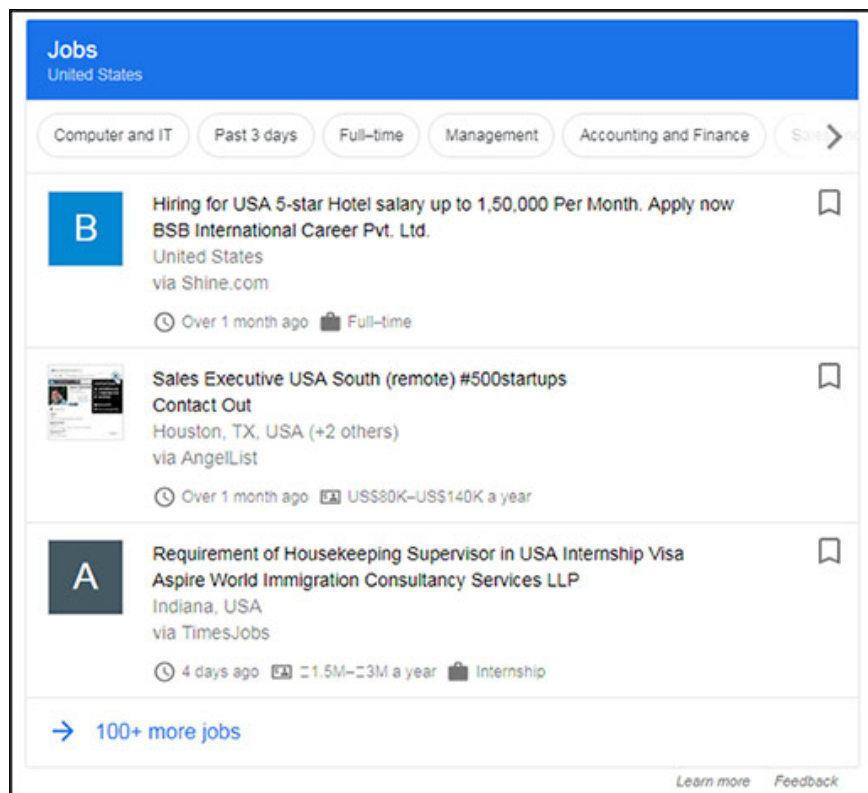 Jobs
United States
Computer and IT Past 3 days Full–time Management Accounting and Finance
B
Hiring for USA 5-star Hotel salary up to 1,50,000 Per Month. Apply now
BSB International Career Pvt. Ltd.
United States
via Shine.com
Over 1 month ago Full–time
Sales Executive USA South (remote) #500startups
Contact Out
Houston, TX, USA (+2 others)
via AngelList
Over 1 month ago US$80K–US$140K a year
A
Requirement of Housekeeping Supervisor in USA Internship Visa
Aspire World Immigration Consultancy Services LLP
Indiana, USA
via TimesJobs
4 days ago 1.5M–3M a year Internship
100+ more jobs
Learn more Feedback